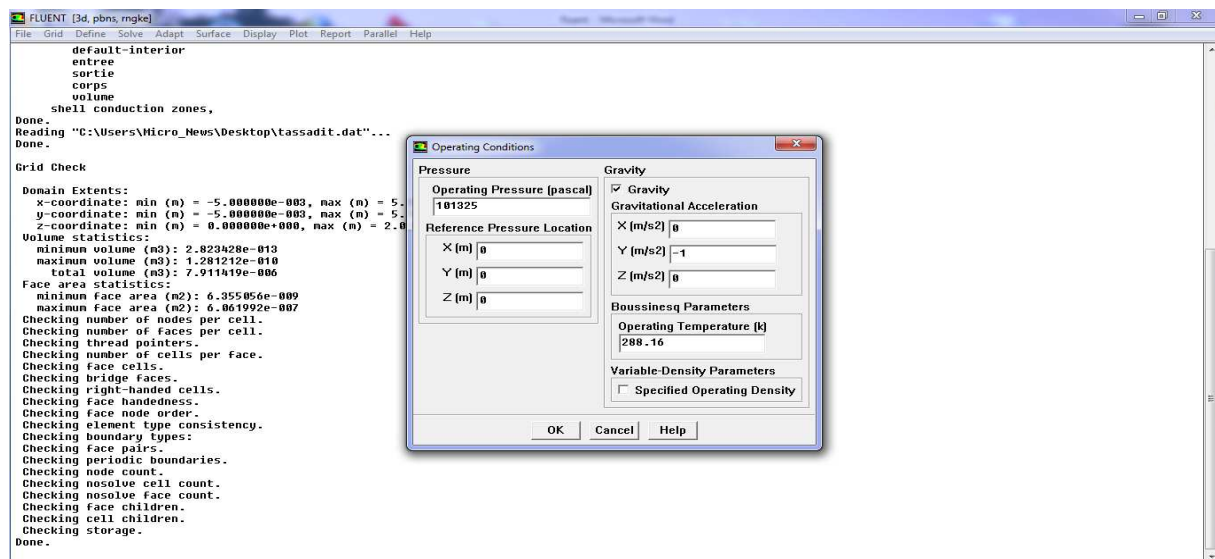 FLUENT [3d, pbns, rngke]
File Grid Define Solve Adapt Surface Display Plot Report Parallel Help
default-interior
entree
sortie
corps
volume
shell conduction zones,
Done.
Reading "C:\Users\Micro_News\Desktop\tassadit.dat"...
Done.
Grid Check
Domain Extents:
x-coordinate: min (m) = -5.000000e-003, max (m) = 5.
y-coordinate: min (m) = -5.000000e-003, max (m) = 5.
z-coordinate: min (m) = 0.000000e+000, max (m) = 2.0
Volume statistics:
minimum volume (m3): 2.823428e-013
maximum volume (m3): 1.281212e-010
total volume (m3): 7.911419e-006
Face area statistics:
minimum face area (m2): 6.355056e-009
maximum face area (m2): 6.061992e-007
Checking number of nodes per cell.
Checking number of faces per cell.
Checking thread pointers.
Checking number of cells per face.
Checking face cells.
Checking bridge faces.
Checking right-handed cells.
Checking face handedness.
Checking face node order.
Checking element type consistency.
Checking boundary types:
Checking face pairs.
Checking periodic boundaries.
Checking node count.
Checking nosolve cell count.
Checking nosolve face count.
Checking face children.
Checking cell children.
Checking storage.
Done.
Operating Conditions
Pressure
Operating Pressure (pascal)
101325
Reference Pressure Location
X (m) 0
Y (m) 0
Z (m) 0
Gravity
Gravity
Gravitational Acceleration
X (m/s2) 0
Y (m/s2) -1
Z (m/s2) 0
Boussinesq Parameters
Operating Temperature (k)
288.16
Variable-Density Parameters
Specified Operating Density
OK Cancel Help